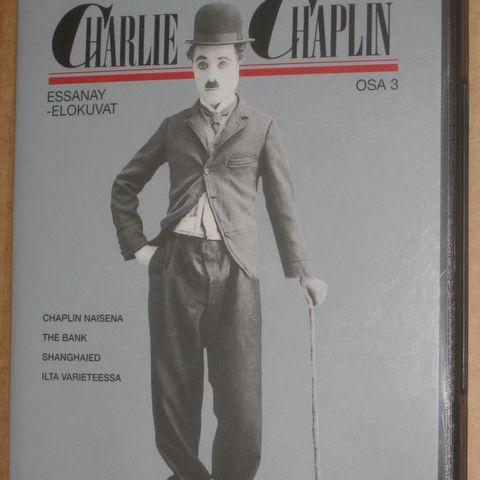 CHARLIE CHAPLIN
ESSANAY
-ELOKUVAT
OSA 3
CHAPLIN NAISENA
THE BANK
SHANGHAIED
ILTA VARIETEESSA